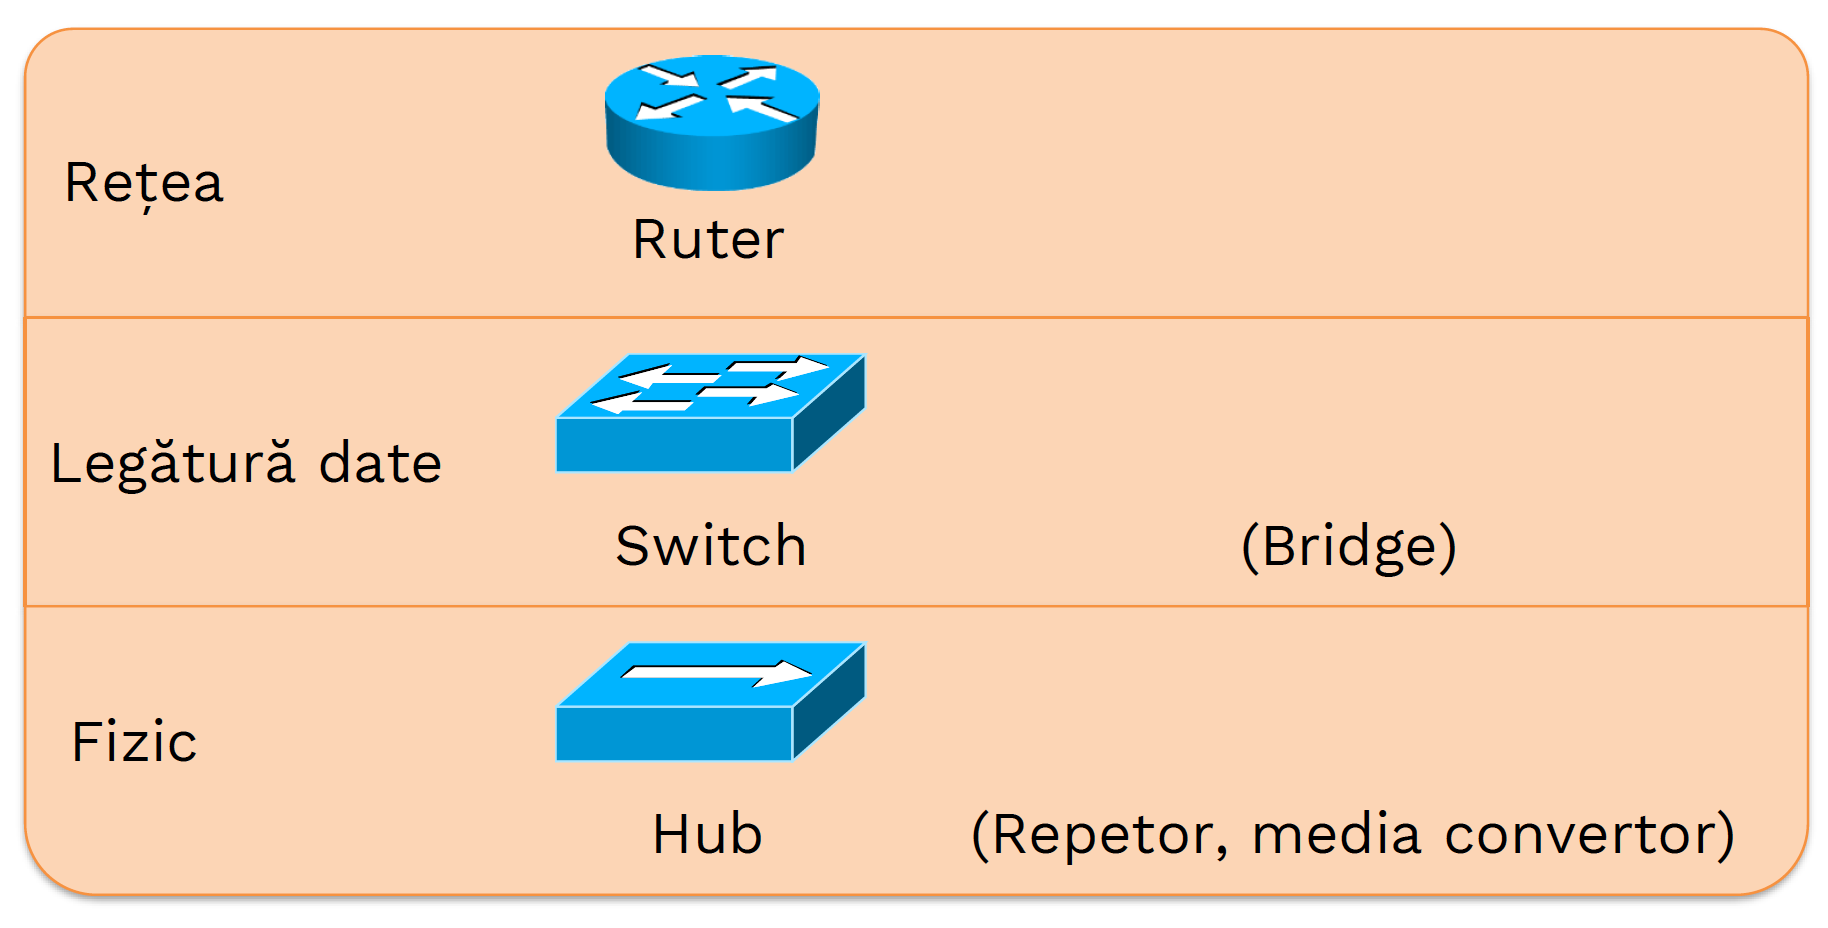 Rețea
Ruter
Legătură date
Switch
(Bridge)
Fizic
Hub
(Repetor, media convertor)